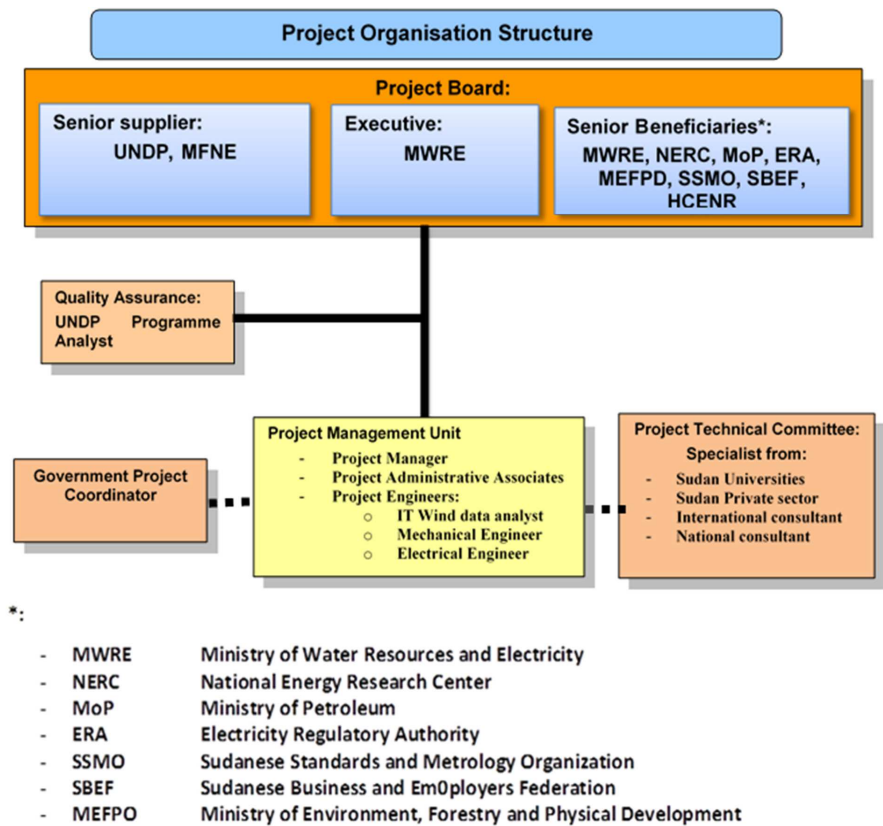 Project Organisation Structure
Project Board:
Senior supplier:
UNDP, MFNE
Executive:
MWRE
Senior Beneficiaries*:
MWRE, NERC, MoP, ERA,
MEFPD, SSMO, SBEF,
HCENR
Quality Assurance:
UNDP Programme
Analyst
Project Management Unit
- Project Manager
- Project Administrative Associates
- Project Engineers:
o IT Wind data analyst
o Mechanical Engineer
o Electrical Engineer
Government Project
Coordinator
Project Technical Committee:
Specialist from:
- Sudan Universities
- Sudan Private sector
- International consultant
- National consultant
*:
- MWRE Ministry of Water Resources and Electricity
- NERC National Energy Research Center
- MoP Ministry of Petroleum
- ERA Electricity Regulatory Authority
- SSMO Sudanese Standards and Metrology Organization
- SBEF Sudanese Business and Em0ployers Federation
- MEFPO Ministry of Environment, Forestry and Physical Development